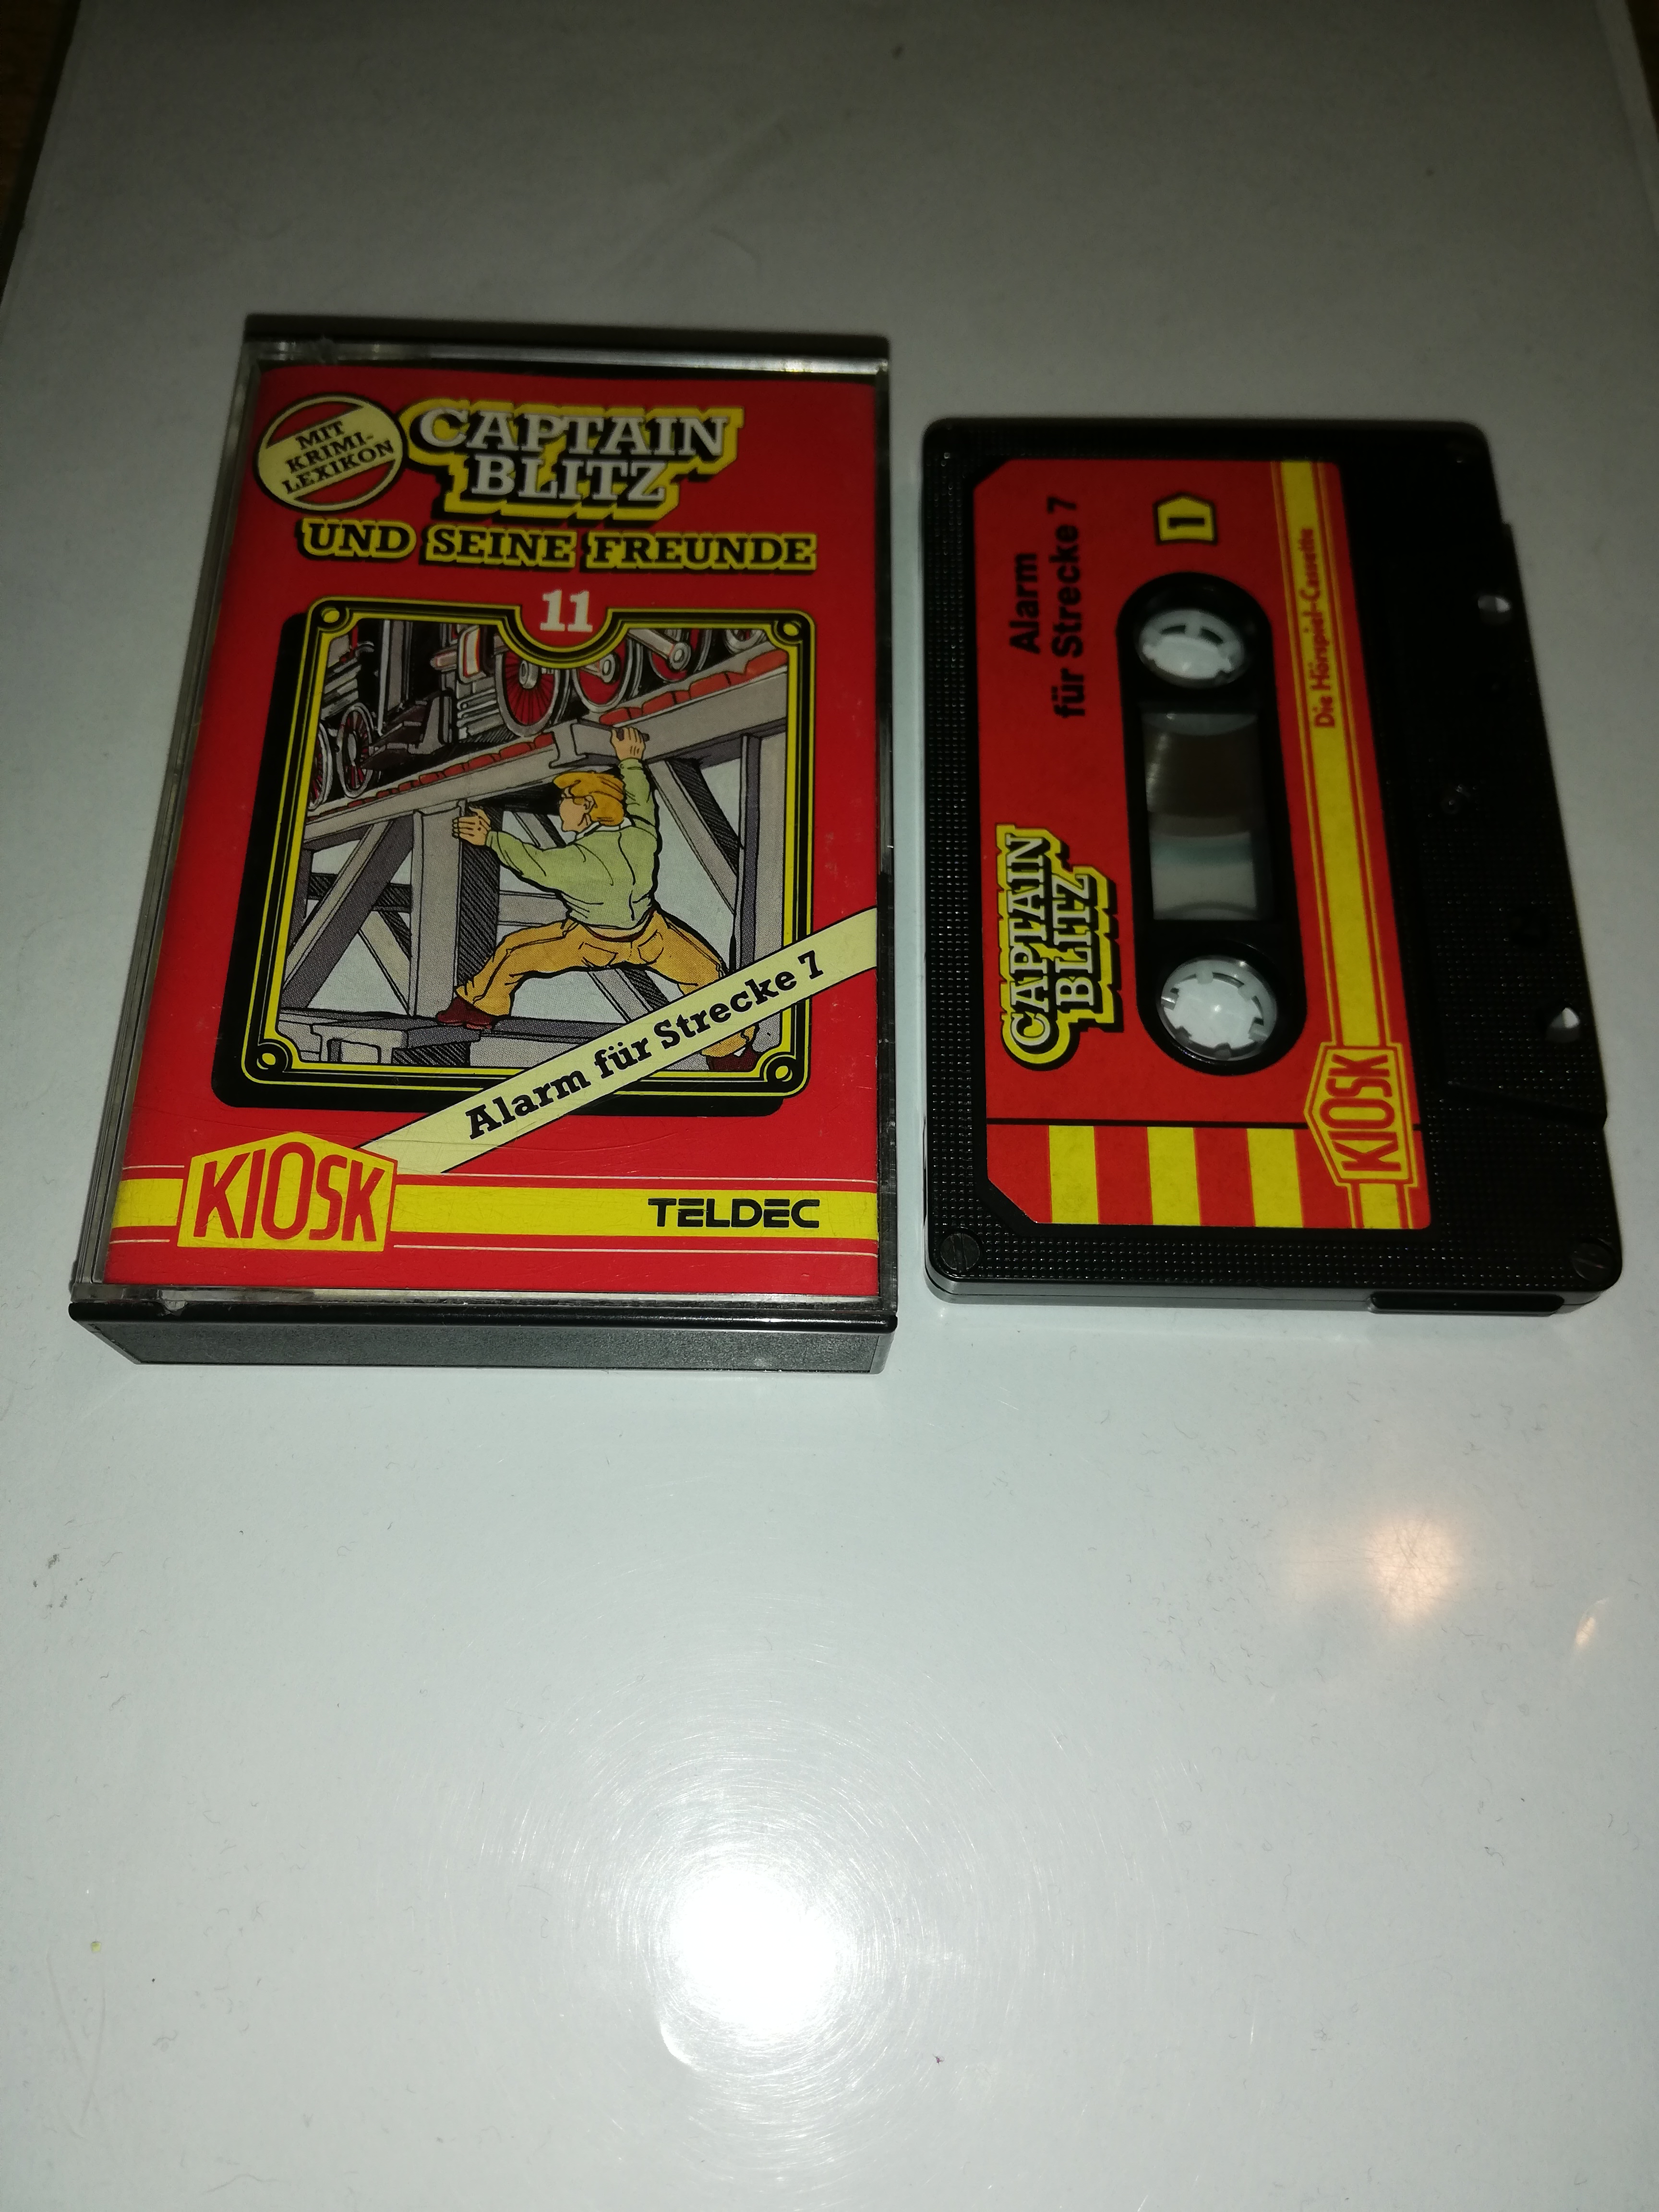 MIT
KRIMI-
LEXIKON
CAPTAIN
BLITZ
UND SEINE FREUNDE
11
Alarm für Strecke 7
KIOSK
TELDEC
Alarm
für Strecke 7
1
CAPTAIN
BLITZ
Die Hörspiel-Cassette
KIOSK